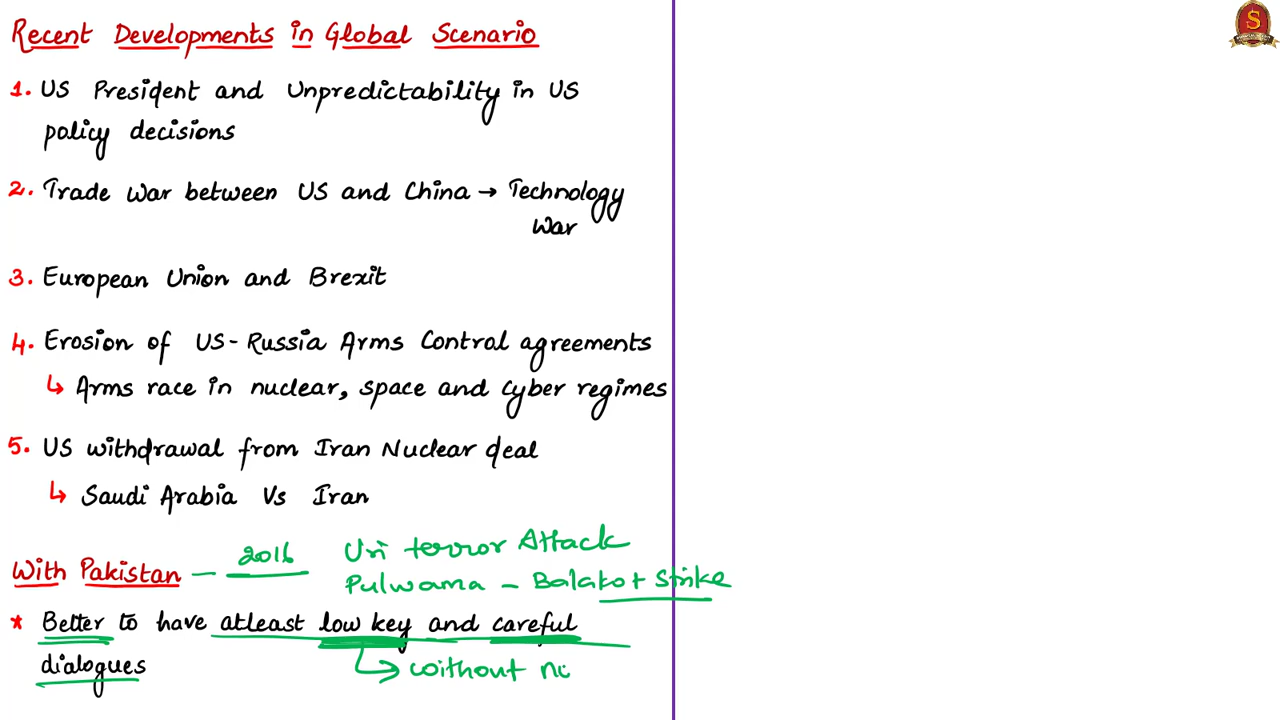 Recent Developments in Global Scenario
1. US President and Unpredictability in US
policy decisions
2. Trade War between US and China → Technology
War
3. European Union and Brexit
4. Erosion of US-Russia Arms Control agreements
↳ Arms race in nuclear, space and cyber regimes
5. US withdrawal from Iran Nuclear deal
↳ Saudi Arabia Vs Iran
With Pakistan — 2016 Uri terror Attack
Pulwama - Balakot Strike
* Better to have atleast low key and careful
dialogues
without
S